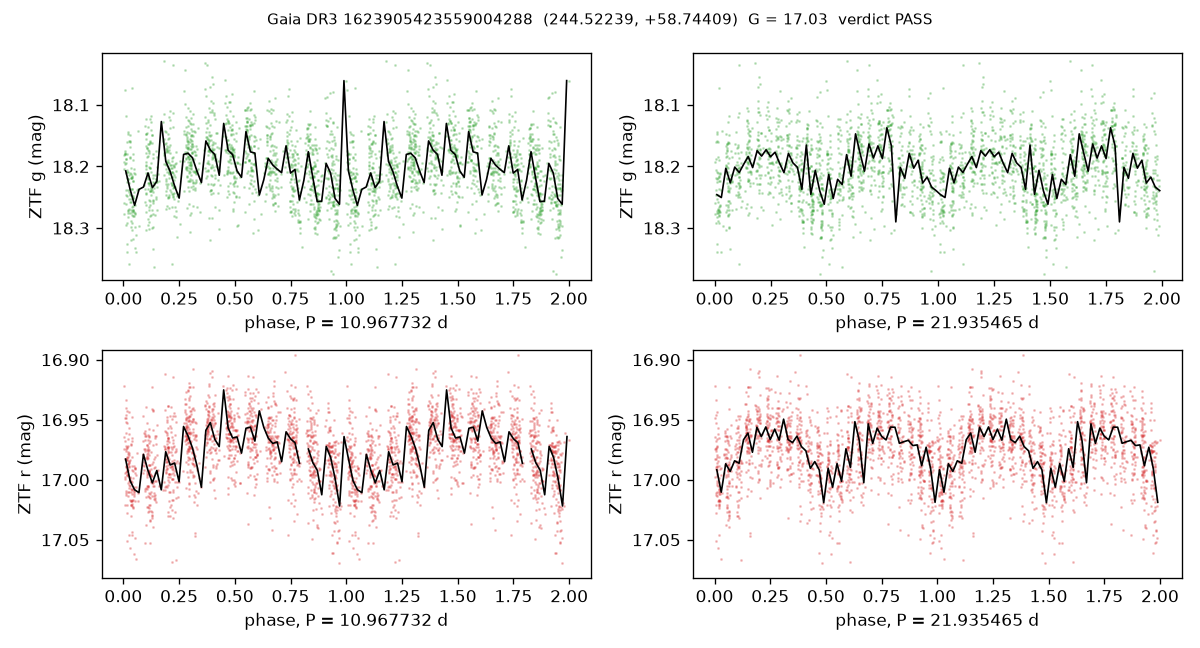 Gaia DR3 1623905423559004288 (244.52239, +58.74409) G = 17.03 verdict PASS
ZTF g (mag)
18.1
18.2
18.3
0.00 0.25 0.50 0.75 1.00 1.25 1.50 1.75 2.00
phase, P = 10.967732 d
ZTF g (mag)
18.1
18.2
18.3
0.00 0.25 0.50 0.75 1.00 1.25 1.50 1.75 2.00
phase, P = 21.935465 d
ZTF r (mag)
16.90
16.95
17.00
17.05
0.00 0.25 0.50 0.75 1.00 1.25 1.50 1.75 2.00
phase, P = 10.967732 d
ZTF r (mag)
16.90
16.95
17.00
17.05
0.00 0.25 0.50 0.75 1.00 1.25 1.50 1.75 2.00
phase, P = 21.935465 d